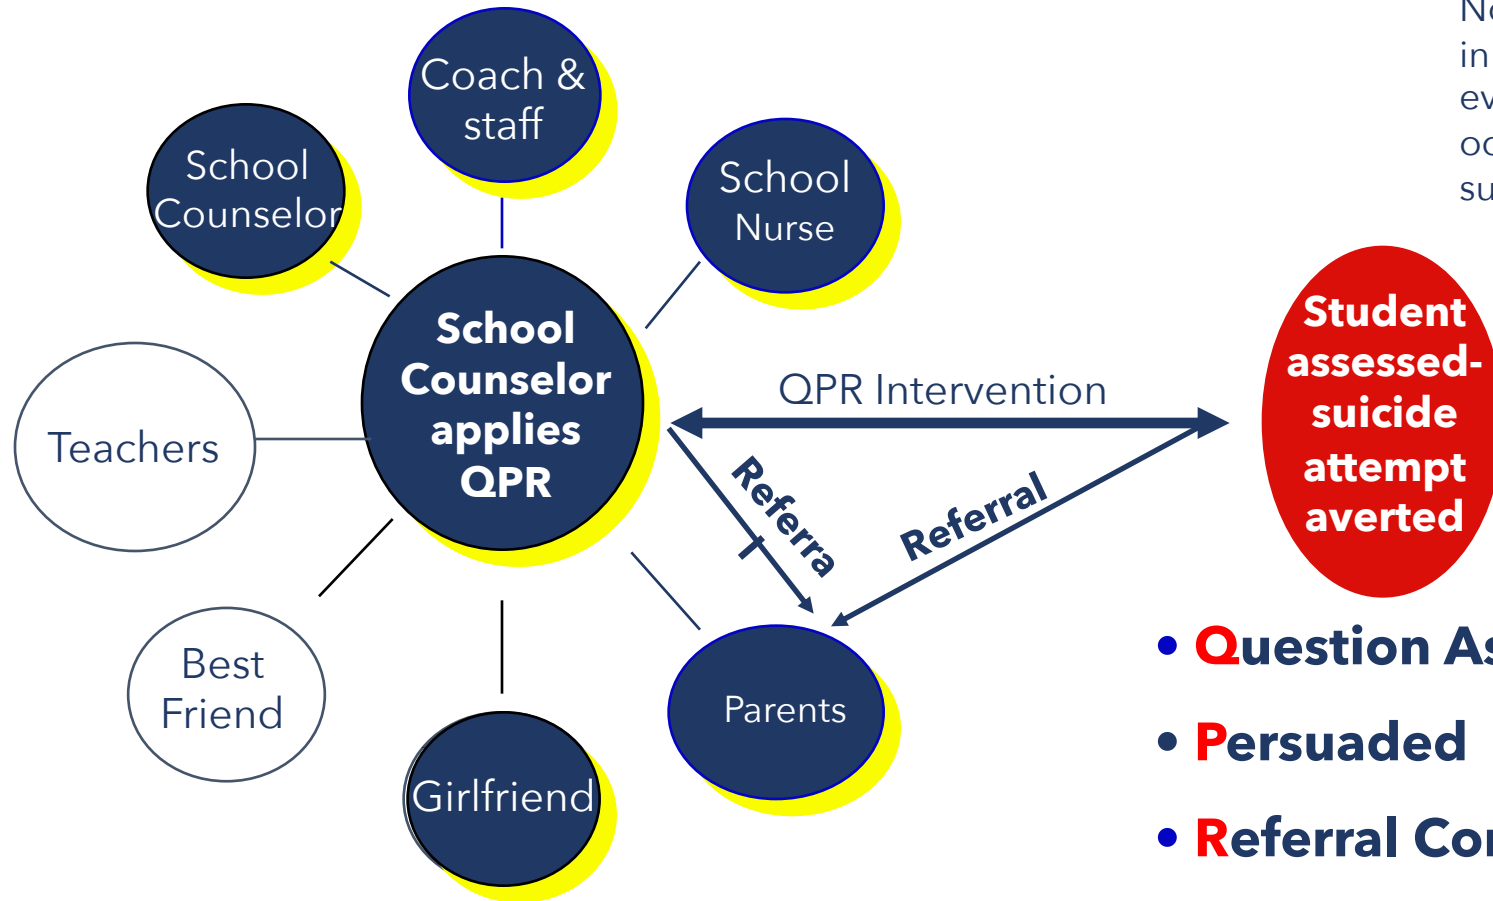 Coach &
staff
School
Counselor
School
Nurse
School
Counselor
applies
QPR
Teachers
Best
Friend
Girlfriend
Parents
QPR Intervention
Referra
Referral
in
Student
assessed-
suicide
attempt
averted
• Question
• Persuaded
• Referral